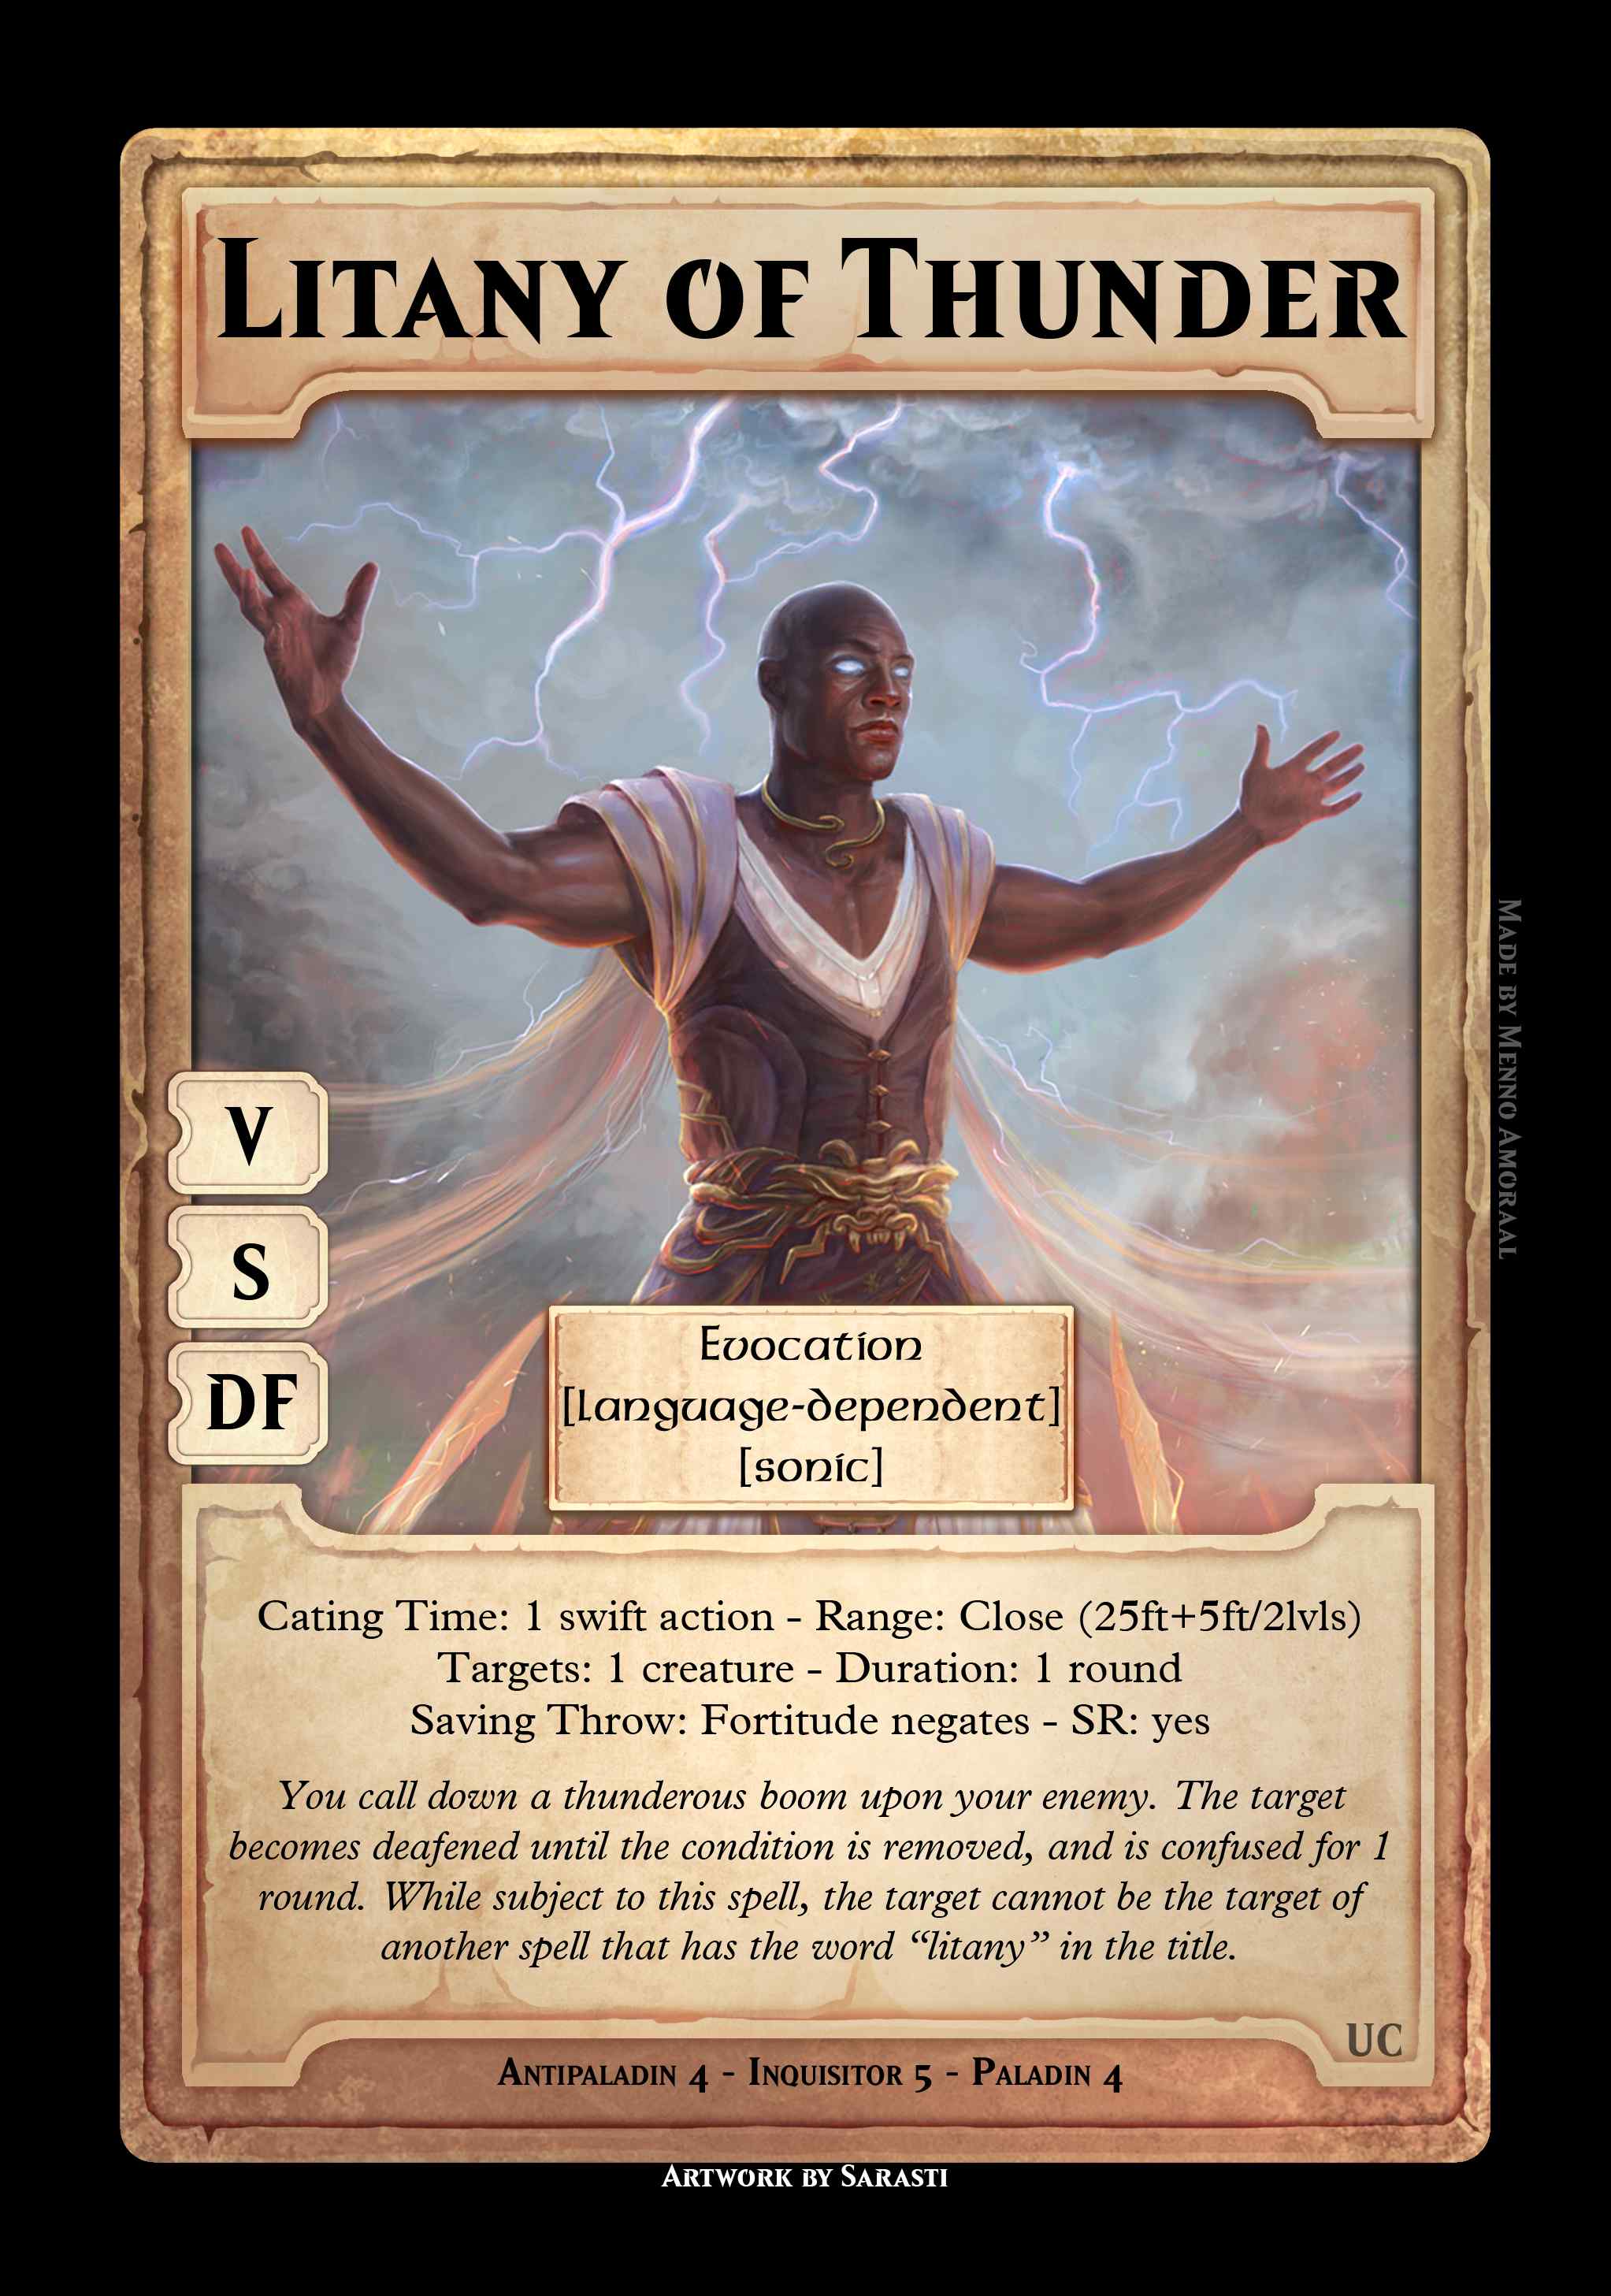 Litany of Thunder
V
S
DF
Evocation
[language-dependent]
[sonic]
Cating Time: 1 swift action - Range: Close (25ft+5ft/2lvls)
Targets: 1 creature - Duration: 1 round
Saving Throw: Fortitude negates - SR: yes
You call down a thunderous boom upon your enemy. The target
becomes deafened until the condition is removed, and is confused for 1
round. While subject to this spell, the target cannot be the target of
another spell that has the word “litany” in the title.
UC
Antipaladin 4 - Inquisitor 5 - Paladin 4
Artwork by Sarasti
Made by Menno Amoraal